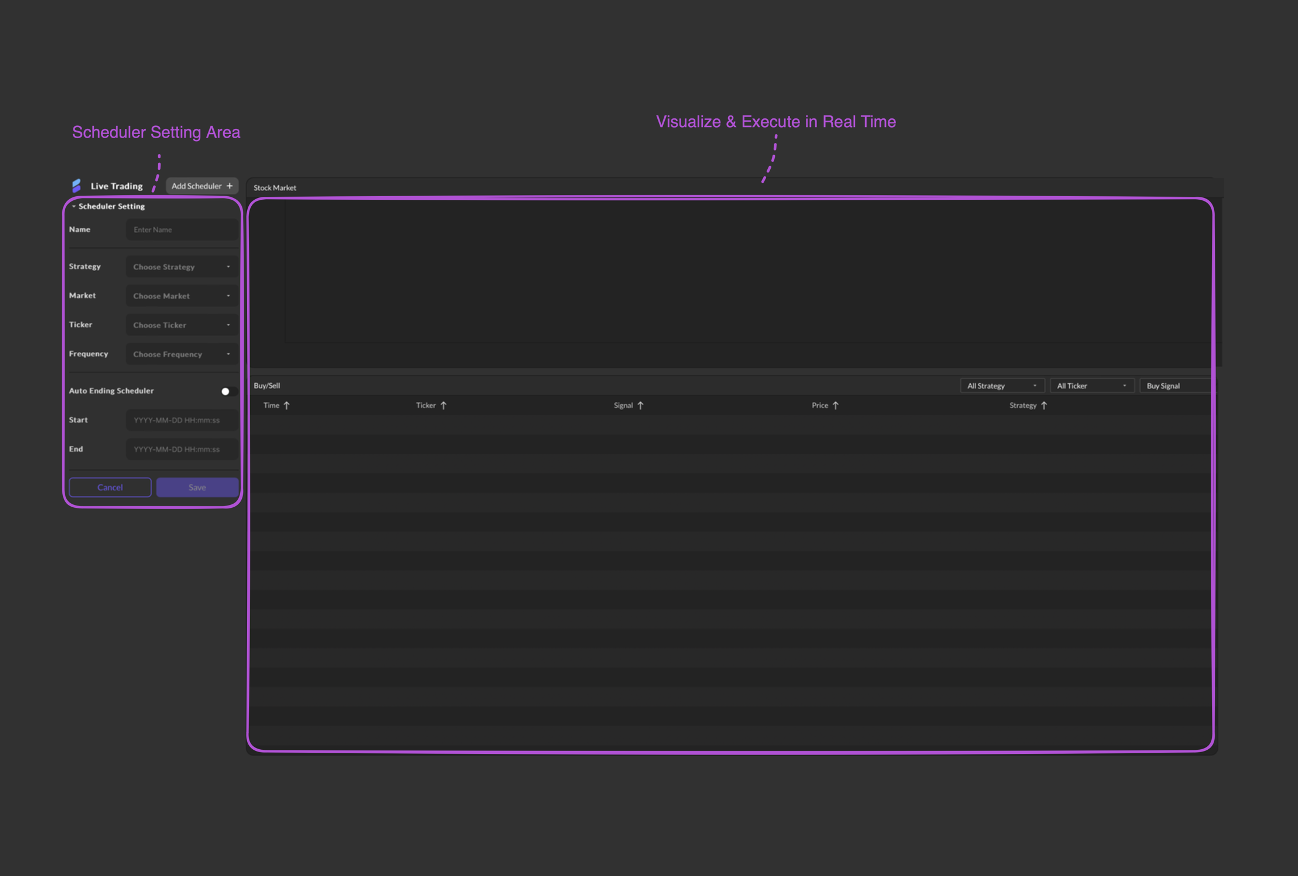 Scheduler Setting Area
Visualize & Execute in Real Time
Live Trading
Add Scheduler +
Stock Market
Scheduler Setting
Name Enter Name
Strategy Choose Strategy
Market Choose Market
Ticker Choose Ticker
Frequency Choose Frequency
Auto Ending Scheduler
Start YYYY-MM-DD HH:mm:ss
End YYYY-MM-DD HH:mm:ss
Cancel Save
Buy/Sell All Strategy All Ticker Buy Signal
Time Ticker Signal Price Strategy